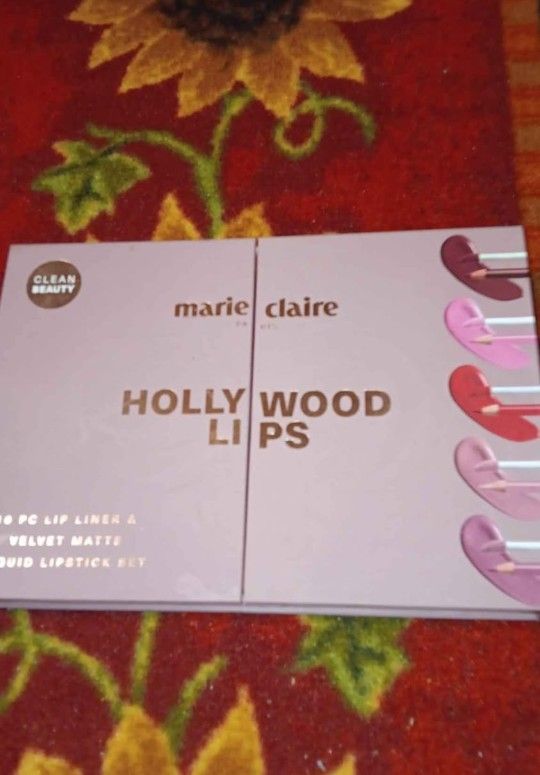 CLEAN
BEAUTY
marie claire
HOLLYWOOD
LIPS
PC LIP LINER &
VELVET MATTE
LIPSTICK SET